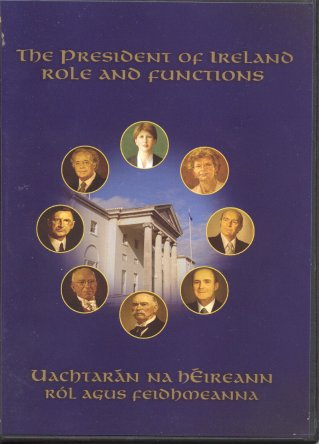 The President of Ireland
Role and Functions
Uachtarán na hÉireann
Ról agus Feidhmeanna